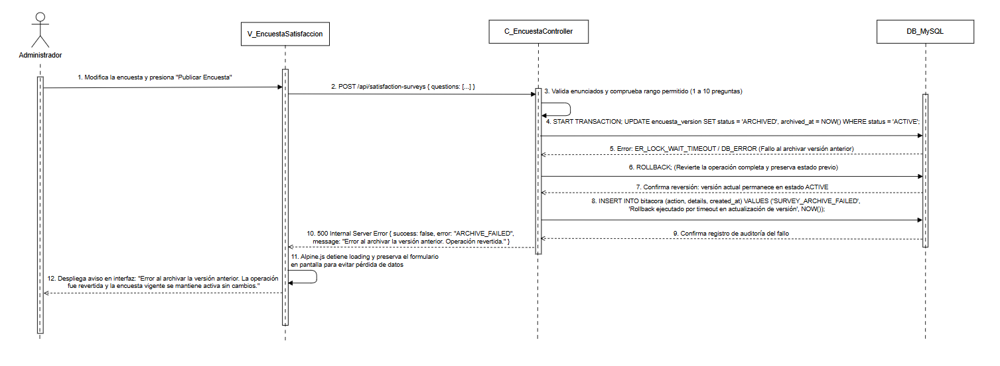 Administrador
V_EncuestaSatisfaccion
C_EncuestaController
DB_MySQL
1. Modifica la encuesta y presiona "Publicar Encuesta"
2. POST /api/satisfaction-surveys { questions: [...] }
3. Valida enunciados y comprueba rango permitido (1 a 10 preguntas)
4. START TRANSACTION; UPDATE encuesta_version SET status = 'ARCHIVED', archived_at = NOW() WHERE status = 'ACTIVE';
5. Error: ER_LOCK_WAIT_TIMEOUT / DB_ERROR (Fallo al archivar versión anterior)
6. ROLLBACK; (Revierte la operación completa y preserva estado previo)
7. Confirma reversión: versión actual permanece en estado ACTIVE
8. INSERT INTO bitacora (action, details, created_at) VALUES ('SURVEY_ARCHIVE_FAILED',
'Rollback ejecutado por timeout en actualización de versión', NOW());
9. Confirma registro de auditoría del fallo
10. 500 Internal Server Error { success: false, error: "ARCHIVE_FAILED",
message: "Error al archivar la versión anterior. Operación revertida." }
11. Alpine.js detiene loading y preserva el formulario
en pantalla para evitar pérdida de datos
12. Despliega aviso en interfaz: "Error al archivar la versión anterior. La operación
fue revertida y la encuesta vigente se mantiene activa sin cambios."